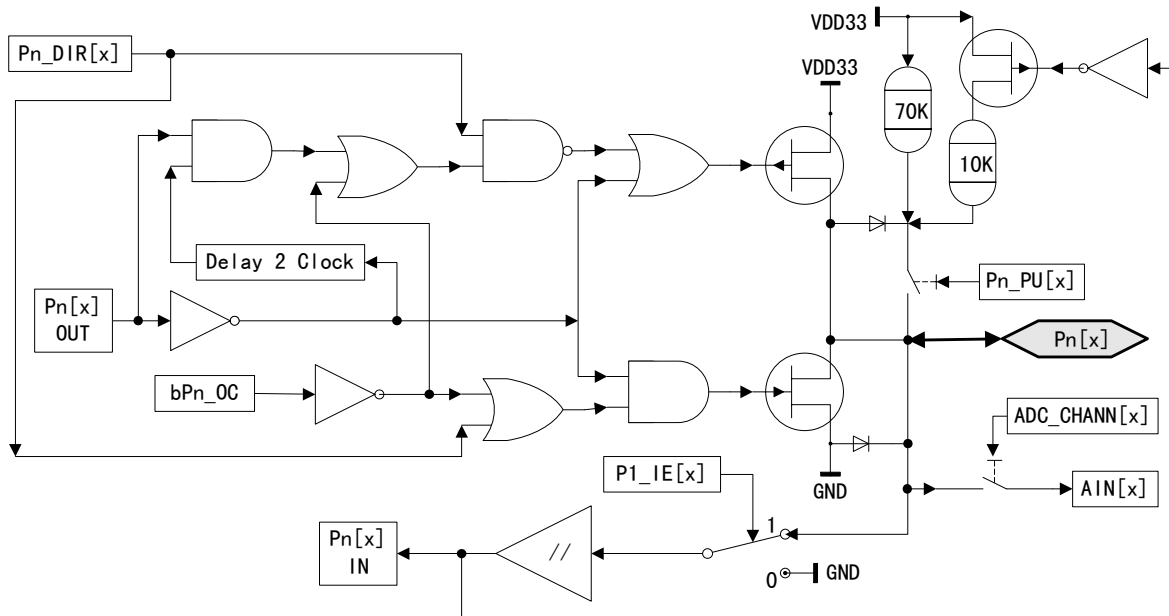 VDD33
Pn_DIR[x]
VDD33
70K
10K
Delay 2 Clock
Pn[x]
OUT
Pn_PU[x]
Pn[x]
bPn_OC
ADC_CHANN[x]
P1_IE[x]
GND
AIN[x]
1
Pn[x]
IN
//
0
GND